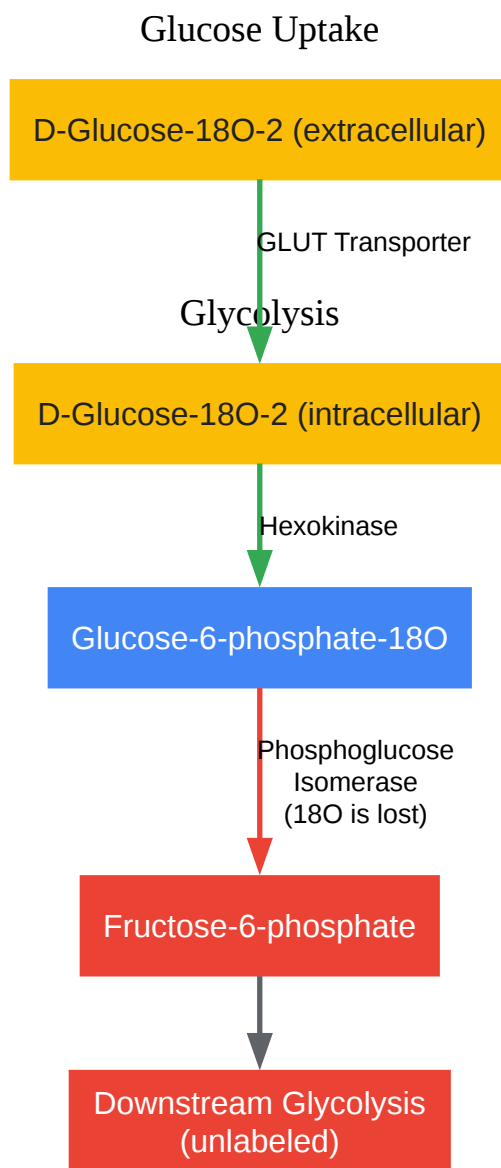 Glucose Uptake
D-Glucose-18O-2 (extracellular)
GLUT Transporter
Glycolysis
D-Glucose-18O-2 (intracellular)
Hexokinase
Glucose-6-phosphate-18O
Phosphoglucose
Isomerase
(18O is lost)
Fructose-6-phosphate
Downstream Glycolysis
(unlabeled)